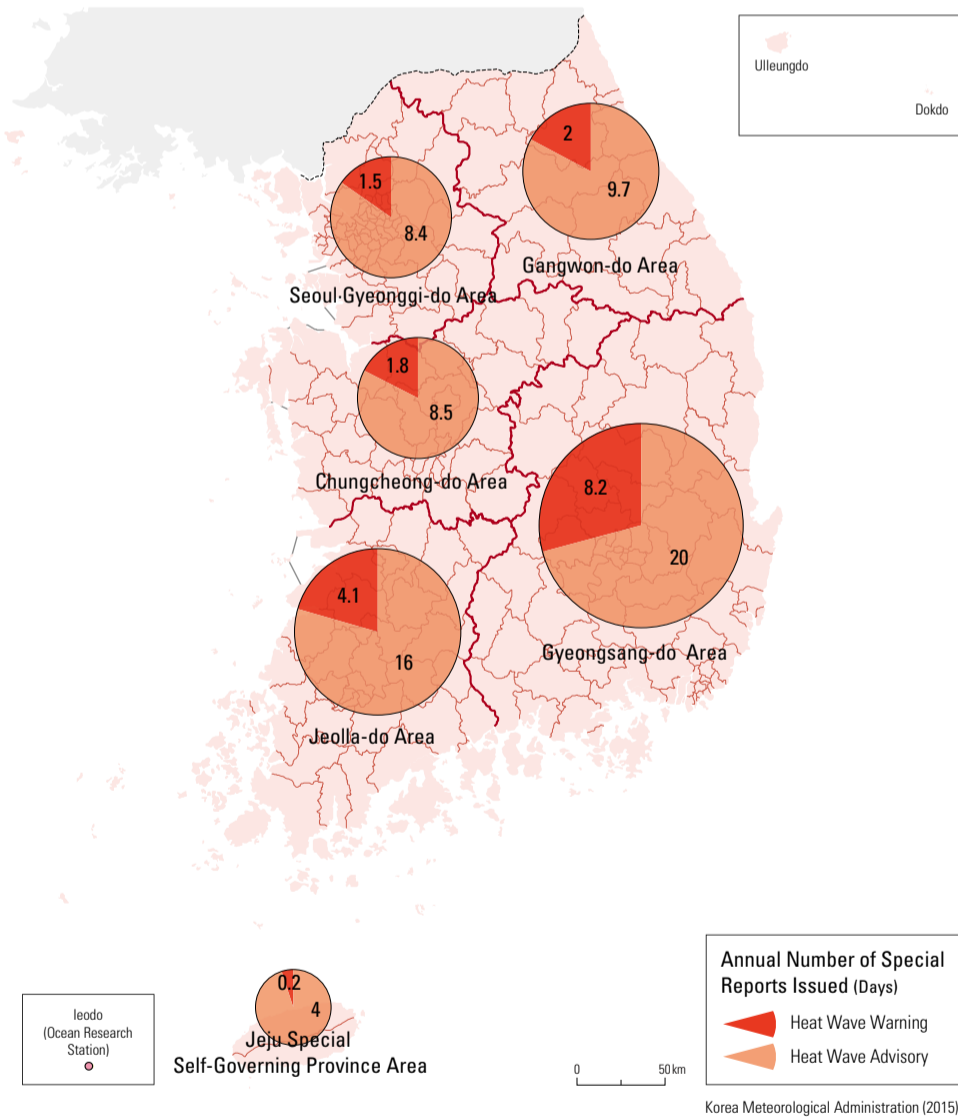 Ulleungdo
Dokdo
2
9.7
Gangwon-do Area
1.5
8.4
Seoul·Gyeonggi-do Area
1.8
8.5
Chungcheong-do Area
8.2
20
Gyeongsang-do Area
4.1
16
Jeolla-do Area
0.2
4
Jeju Special
Self-Governing Province Area
Ieodo
(Ocean Research
Station)
0
50 km
Annual Number of Special
Reports Issued (Days)
Heat Wave Warning
Heat Wave Advisory
Korea Meteorological Administration (2015)